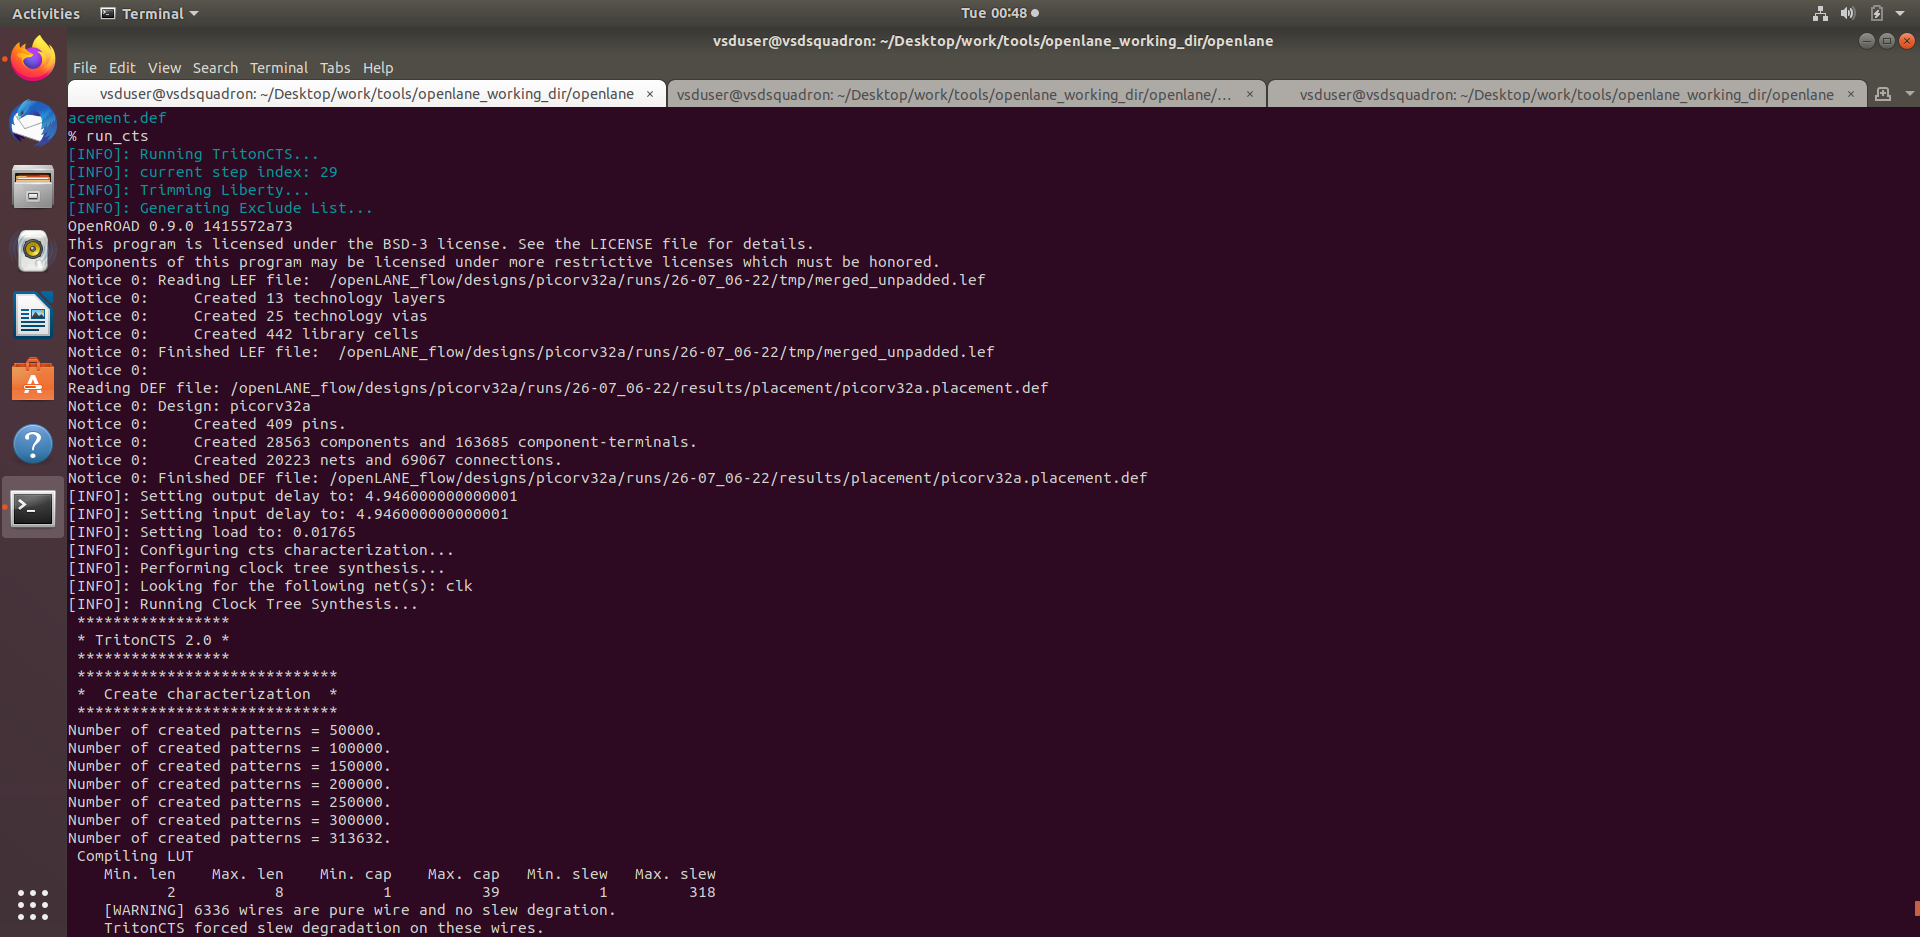 Activities Terminal Tue 00:48
vsduser@vsdsquadron: ~/Desktop/work/tools/openlane_working_dir/openlane
File Edit View Search Terminal Tabs Help
vsduser@vsdsquadron: ~/Desktop/work/tools/openlane_working_dir/openlane × vsduser@vsdsquadron: ~/Desktop/work/tools/openlane_working_dir/openlane/... × vsduser@vsdsquadron: ~/Desktop/work/tools/openlane_working_dir/openlane ×
acement.def
% run_cts
[INFO]: Running TritonCTS...
[INFO]: current step index: 29
[INFO]: Trimming Liberty...
[INFO]: Generating Exclude List...
OpenROAD 0.9.0 1415572a73
This program is licensed under the BSD-3 license. See the LICENSE file for details.
Components of this program may be licensed under more restrictive licenses which must be honored.
Notice 0: Reading LEF file:  /openLANE_flow/designs/picorv32a/runs/26-07_06-22/tmp/merged_unpadded.lef
Notice 0:     Created 13 technology layers
Notice 0:     Created 25 technology vias
Notice 0:     Created 442 library cells
Notice 0: Finished LEF file:  /openLANE_flow/designs/picorv32a/runs/26-07_06-22/tmp/merged_unpadded.lef
Notice 0:
Reading DEF file: /openLANE_flow/designs/picorv32a/runs/26-07_06-22/results/placement/picorv32a.placement.def
Notice 0: Design: picorv32a
Notice 0:     Created 409 pins.
Notice 0:     Created 28563 components and 163685 component-terminals.
Notice 0:     Created 20223 nets and 69067 connections.
Notice 0: Finished DEF file: /openLANE_flow/designs/picorv32a/runs/26-07_06-22/results/placement/picorv32a.placement.def
[INFO]: Setting output delay to: 4.946000000000001
[INFO]: Setting input delay to: 4.946000000000001
[INFO]: Setting load to: 0.01765
[INFO]: Configuring cts characterization...
[INFO]: Performing clock tree synthesis...
[INFO]: Looking for the following net(s): clk
[INFO]: Running Clock Tree Synthesis...
*****************
* TritonCTS 2.0 *
*****************
*****************************
*  Create characterization  *
*****************************
Number of created patterns = 50000.
Number of created patterns = 100000.
Number of created patterns = 150000.
Number of created patterns = 200000.
Number of created patterns = 250000.
Number of created patterns = 300000.
Number of created patterns = 313632.
Compiling LUT
Min. len    Max. len    Min. cap    Max. cap   Min. slew   Max. slew
2           8           1          39           1         318
[WARNING] 6336 wires are pure wire and no slew degration.
TritonCTS forced slew degradation on these wires.